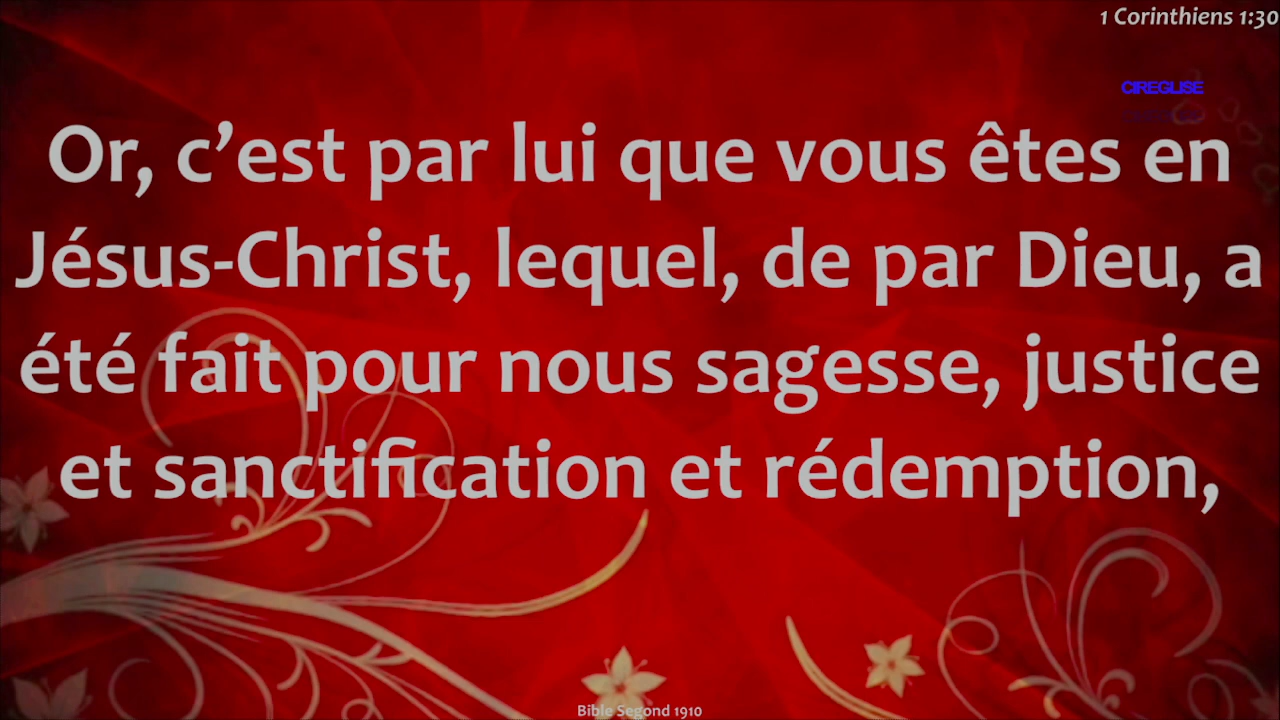 1 Corinthiens 1:30
CIREGLISE
Or, c’est par lui que vous êtes en
Jésus-Christ, lequel, de par Dieu, a
été fait pour nous sagesse, justice
et sanctification et rédemption,
Bible Segond 1910